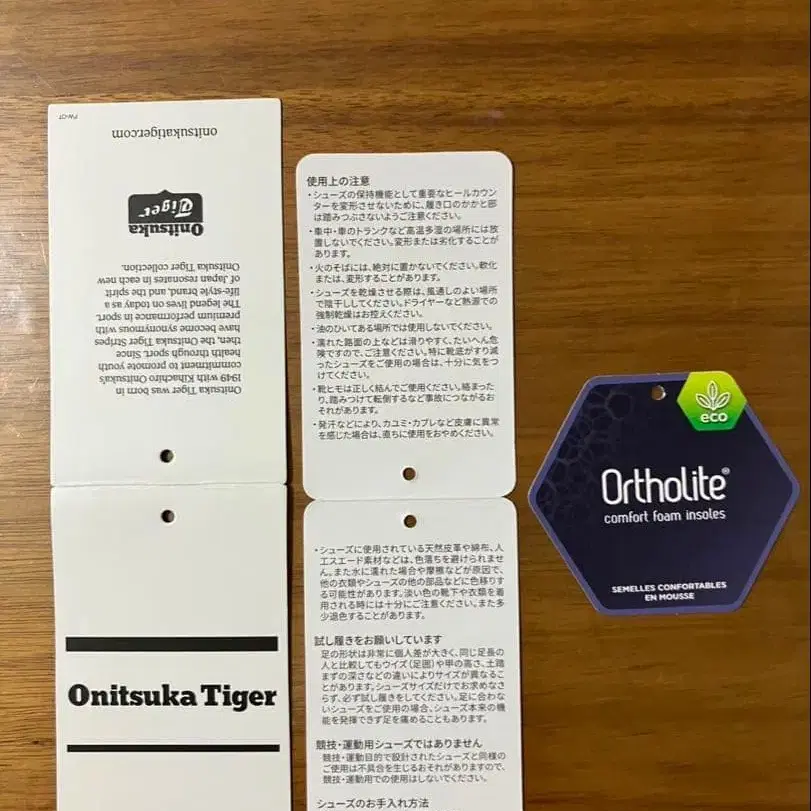 Onitsuka Tiger was born in
1949 with Kihachiro Onitsuka's
commitment to promote youth
health through sport. Since
then, the Onitsuka Tiger Stripes
have become synonymous with
premium performance in sport.
The legend lives on today as a
life-style brand, and the spirit
of Japan resonates in each new
Onitsuka Tiger collection.
Onitsuka
Tiger
onitsukatiger.com
PW-OT
Onitsuka Tiger
使用上の注意
・シューズの保持機能として重要なヒールカウン
ターを変形させないために、履き口のかかと部
は踏みつぶさないようご注意ください。
・車中・車のトランクなど高温多湿の場所には放
置しないでください。変形または劣化することが
あります。
・火のそばには、絶対に置かないでください。軟化
または、変形することがあります。
・シューズを乾燥させる際は、風通しのよい場所
で陰干ししてください。ドライヤーなど熱源での
強制乾燥はお控えください。
・油のひいてある場所では使用しないでください。
・濡れた路面の上などは滑りやすく、たいへん危
険ですので、ご注意ください。特に靴底がすり減
ったシューズをご使用の場合は、十分に気をつ
けてください。
・靴ヒモは正しく結んでご使用ください。絡まった
り、踏みつけて転倒するなど事故につながるお
それがあります。
・発汗などにより、カユミ・カブレなど皮膚に異常
を感じた場合は、直ちに使用をおやめください。
・シューズに使用されている天然皮革や綿布、人
工スエード素材などは、色落ちを避けられませ
ん。また水に濡れた場合や摩擦などが原因で、
他の衣類やシューズの他の部品などに色移りす
る可能性があります。淡い色の靴下や衣類を着
用される時には十分にご注意ください。また多
少退色することがあります。
試し履きをお願いしています
足の形状は非常に個人差が大きく、同じ足長の
人と比較してもウイズ(足囲)や甲の高さ、土踏
まずの深さなどの違いによりサイズが異なるこ
とがあります。シューズサイズだけでお求めなさ
らず、必ず試し履きをしてください。足に合わな
いシューズをご使用の場合、シューズ本来の機
能を発揮できず足を痛めることもあります。
競技・運動用シューズではありません
競技・運動目的で設計されたシューズと同様の
ご使用は不具合を生じるおそれがありますので、
競技・運動用での使用はしないでください。
シューズのお手入れ方法
eco
Ortholite®
comfort foam insoles
SEMELLES CONFORTABLES
EN MOUSSE